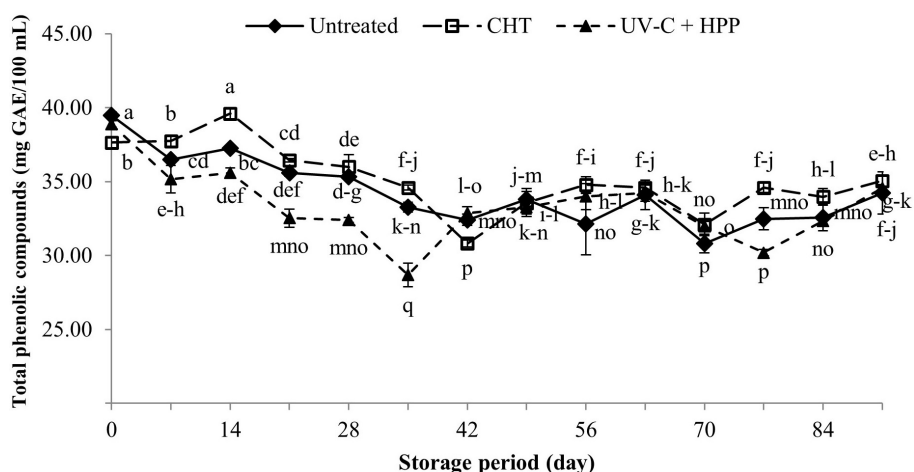 Untreated CHT UV-C + HPP
Total phenolic compounds (mg GAE/100 mL)
45.00
40.00
35.00
30.00
25.00
a b a cd de f-j l-o j-m f-i f-j h-k no f-j h-l e-h
b cd bc def d-g k-n mno i-l h-l g-k o mno mno g-k
e-h def mno mno q p k-n no p p no f-j
0 14 28 42 56 70 84
Storage period (day)